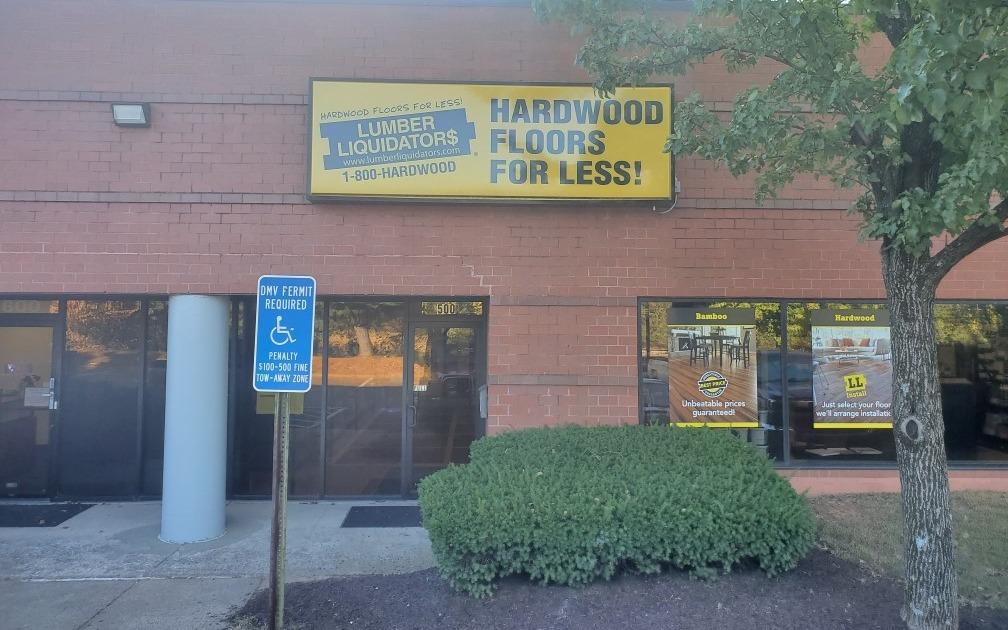 HARDWOOD FLOORS FOR LESS!
LUMBER
LIQUIDATOR$
www.lumberliquidators.com
1-800-HARDWOOD
HARDWOOD
FLOORS
FOR LESS!
DMV PERMIT
REQUIRED
PENALTY
$100-500 FINE
TOW-AWAY ZONE
500
PULL
Bamboo
BEST PRICE
Unbeatable prices
guaranteed!
Hardwood
LL
Install
Just select your floor
we'll arrange installatio